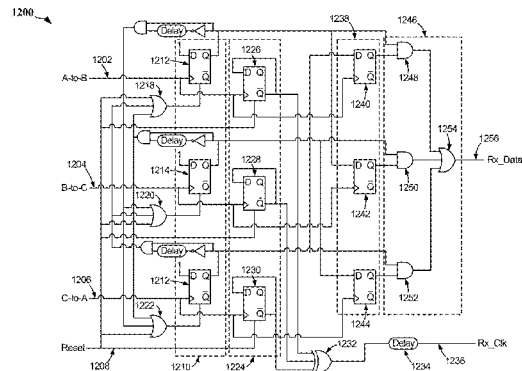 1200
1238
1246
Delay
1226
A-to-B
1202
1212
D Q
Q
D Q
Q
D Q
Q
1240
1248
1218
1254
1256
Rx_Data
Delay
1204
B-to-C
1214
1228
D Q
Q
D Q
Q
D Q
Q
1242
1250
1220
Delay
1206
C-to-A
1212
1230
D Q
Q
D Q
Q
D Q
Q
1244
1252
1222
1232
Reset
1208
1210
1224
Delay
1234
Rx_Clk
1236